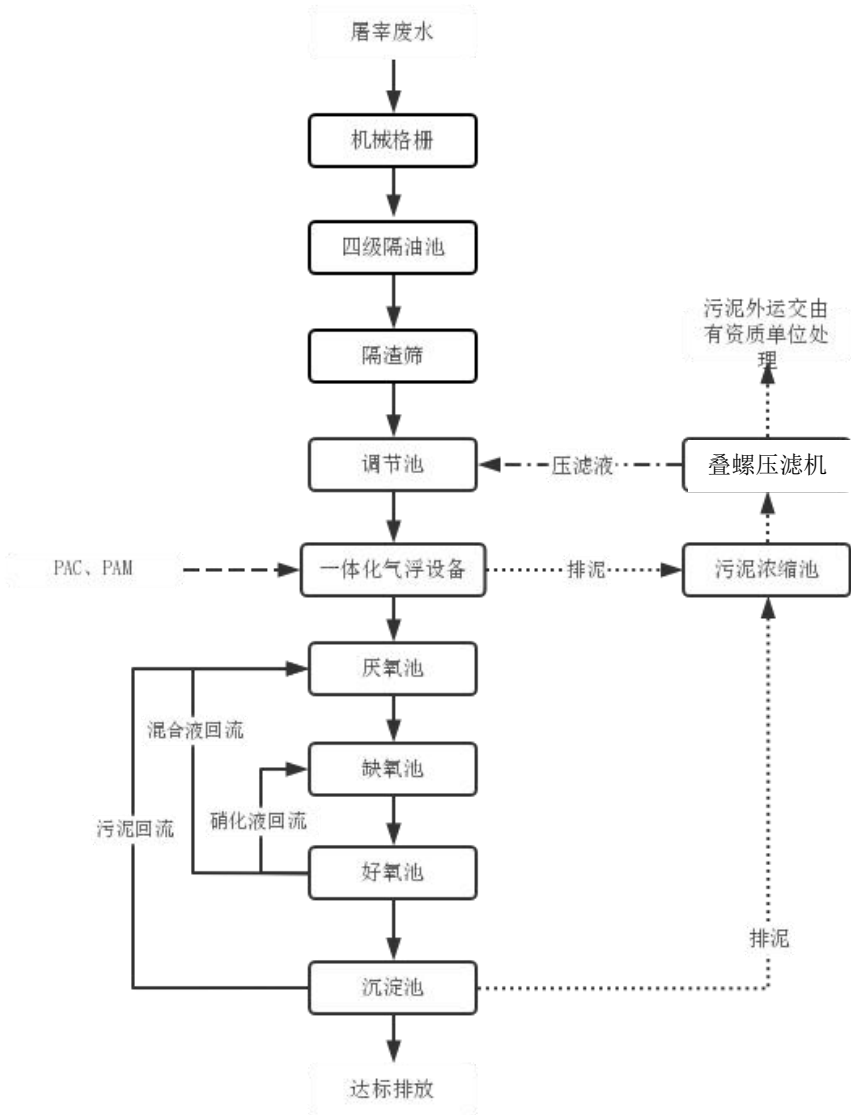 屠宰废水
机械格栅
四级隔油池
污泥外运交由
有资质单位处
理
隔渣筛
调节池
压滤液
叠螺压滤机
PAC、PAM
一体化气浮设备
排泥
污泥浓缩池
厌氧池
混合液回流
缺氧池
硝化液回流
污泥回流
好氧池
排泥
沉淀池
达标排放